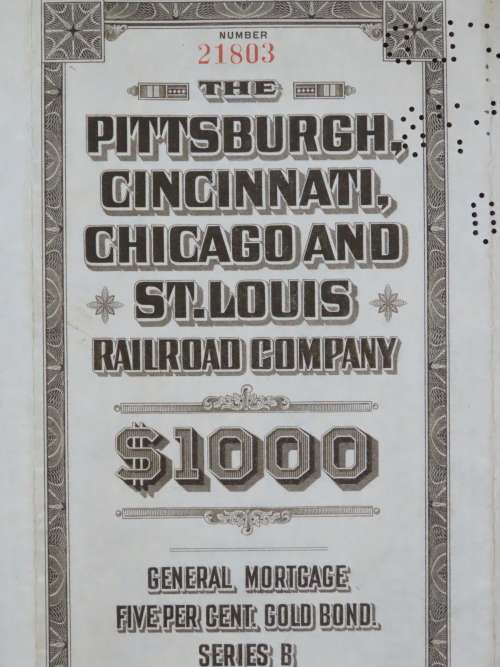 NUMBER
21803
THE
PITTSBURGH,
CINCINNATI,
CHICAGO AND
ST. LOUIS
RAILROAD COMPANY
$1000
GENERAL MORTGAGE
FIVE PER CENT. GOLD BOND.
SERIES B